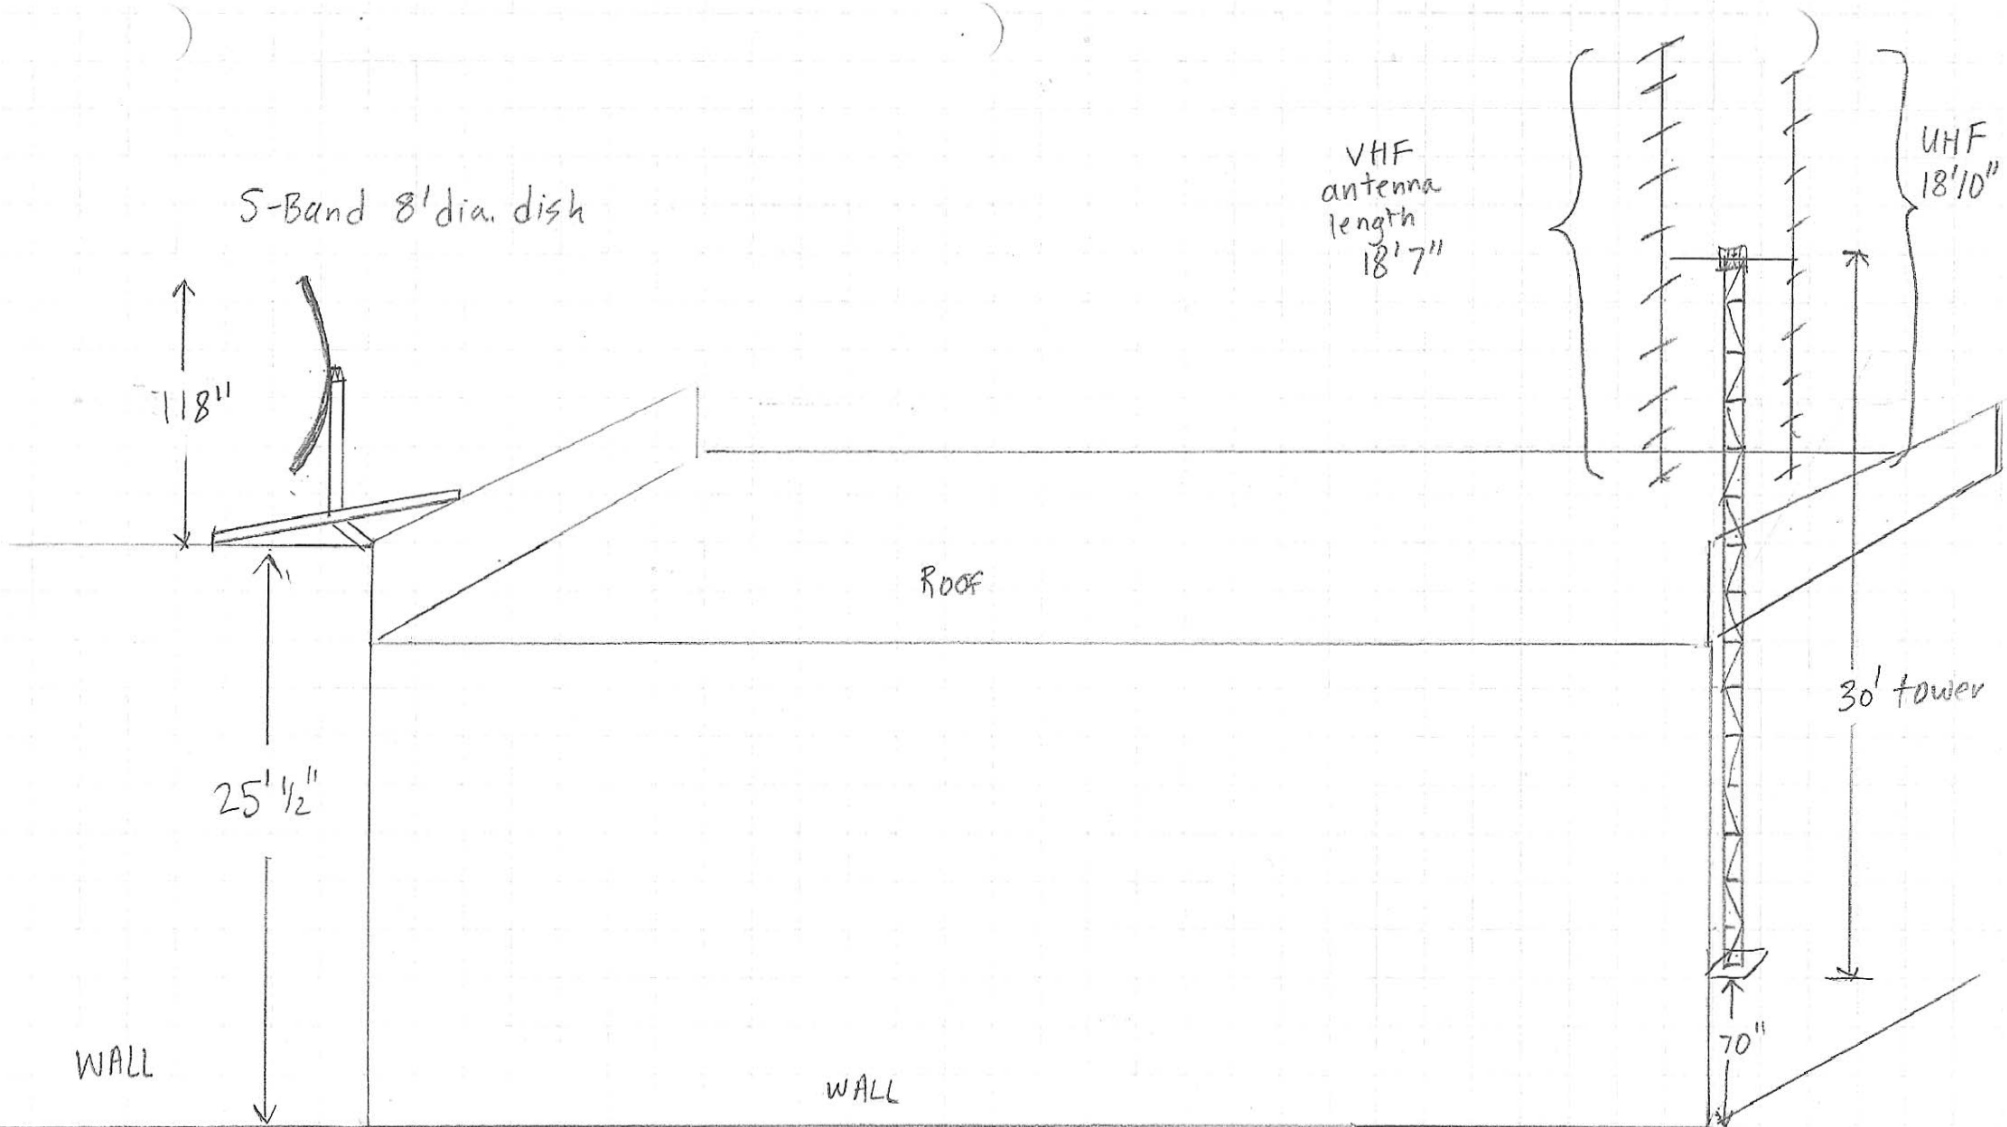 S-Band 8' dia. dish
118"
25' 1/2"
WALL
Roof
WALL
VHF
antenna
length
18'7"
UHF
18'10"
30' tower
70"